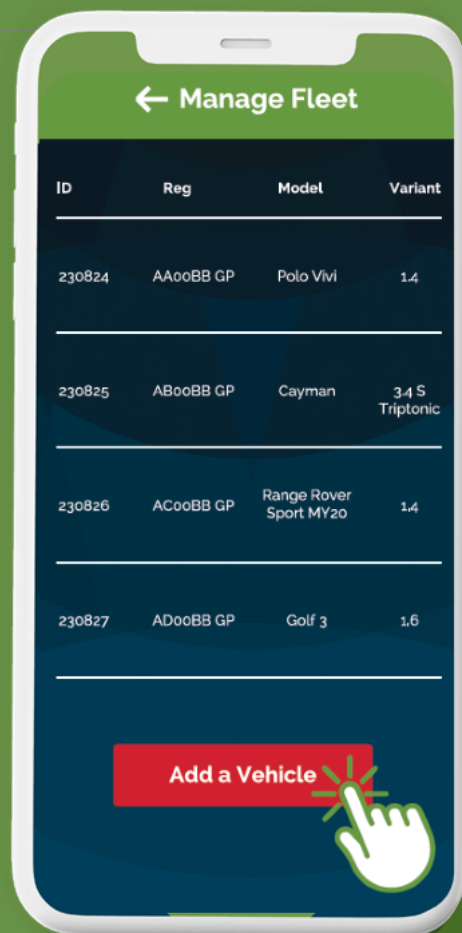 ← Manage Fleet
ID Reg Model Variant
230824 AA00BB GP Polo Vivi 1.4
230825 AB00BB GP Cayman 3.4 S Triptonic
230826 AC00BB GP Range Rover Sport MY20 1,4
230827 AD00BB GP Golf 3 1,6
Add a Vehicle